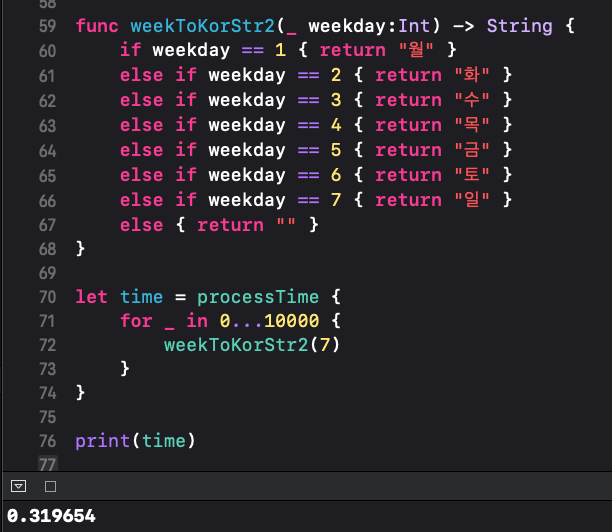 58
59 func weekToKorStr2(_ weekday:Int) -> String {
60 if weekday == 1 { return "월" }
61 else if weekday == 2 { return "화" }
62 else if weekday == 3 { return "수" }
63 else if weekday == 4 { return "목" }
64 else if weekday == 5 { return "금" }
65 else if weekday == 6 { return "토" }
66 else if weekday == 7 { return "일" }
67 else { return "" }
68 }
69
70 let time = processTime {
71 for _ in 0...10000 {
72 weekToKorStr2(7)
73 }
74 }
75
76 print(time)
77
0.319654